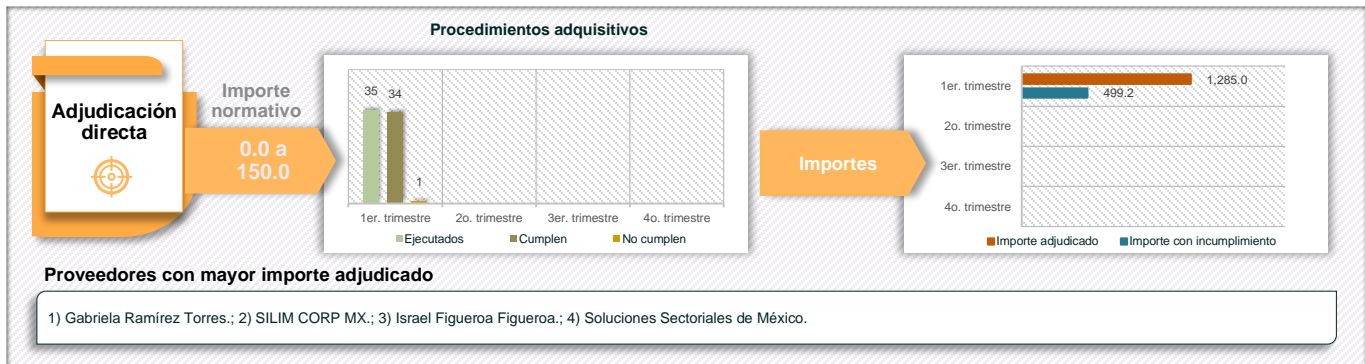 Procedimientos adquisitivos
Adjudicación
directa
Importe
normativo
0.0 a
150.0
35
34
1
1er. trimestre
2o. trimestre
3er. trimestre
4o. trimestre
Ejecutados
Cumplen
No cumplen
Importes
1er. trimestre
1,285.0
499.2
2o. trimestre
3er. trimestre
4o. trimestre
Importe adjudicado
Importe con incumplimiento
Proveedores con mayor importe adjudicado
1) Gabriela Ramírez Torres.; 2) SILIM CORP MX.; 3) Israel Figueroa Figueroa.; 4) Soluciones Sectoriales de México.